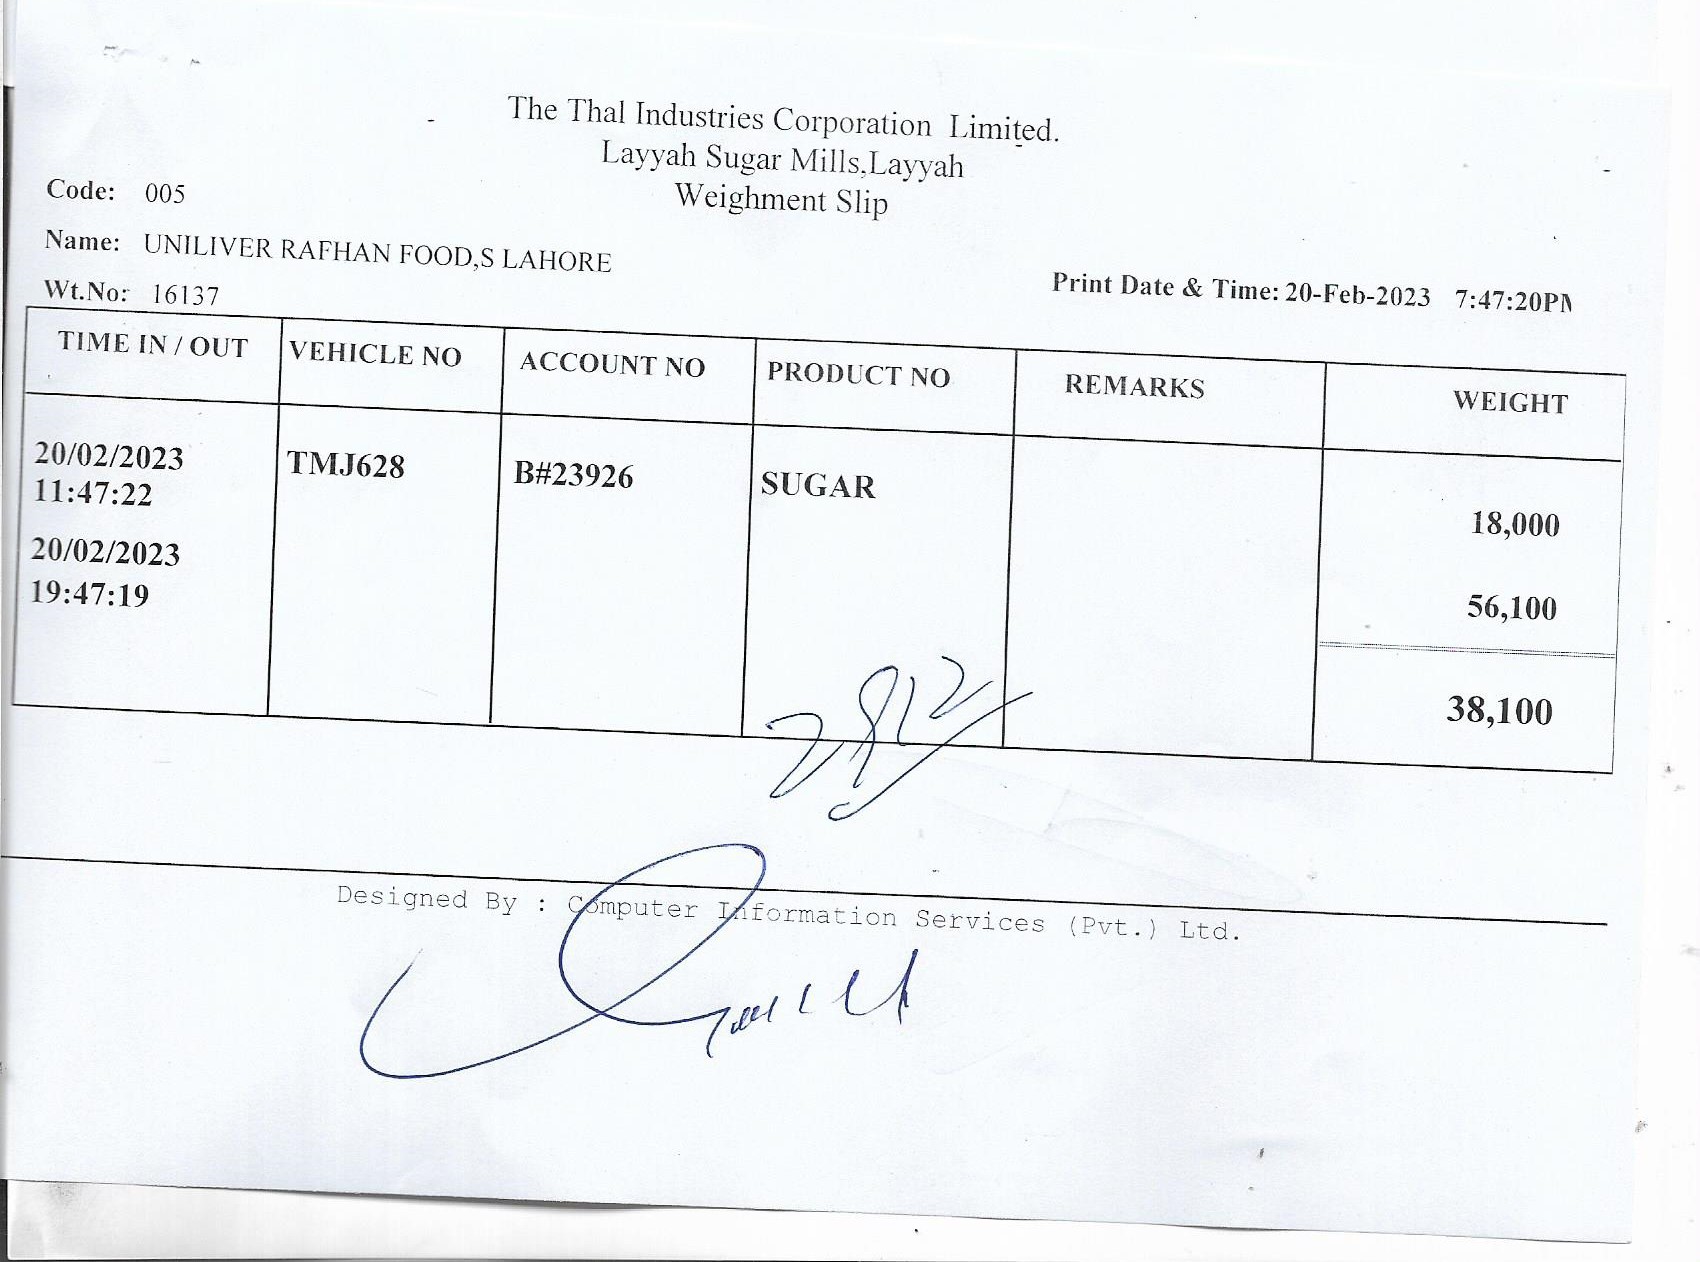 The Thal Industries Corporation Limited.
Layyah Sugar Mills,Layyah
Weighment Slip
Code: 005
Name: UNILIVER RAFHAN FOOD,S LAHORE
Wt.No: 16137
Print Date & Time: 20-Feb-2023 7:47:20PM
TIME IN / OUT VEHICLE NO ACCOUNT NO PRODUCT NO REMARKS WEIGHT
20/02/2023 TMJ628 B#23926 SUGAR
11:47:22 18,000
20/02/2023
19:47:19 56,100
38,100
Designed By : Computer Information Services (Pvt.) Ltd.